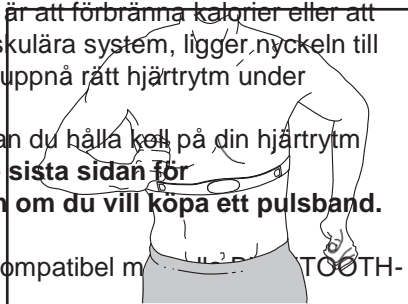 är att förbränna kalorier eller att
skulära system, ligger nyckeln till
uppnå rätt hjärtrytm under
an du hålla koll på din hjärtrytm
sista sidan för
n om du vill köpa ett pulsband.
ompatibel m TOOTH-